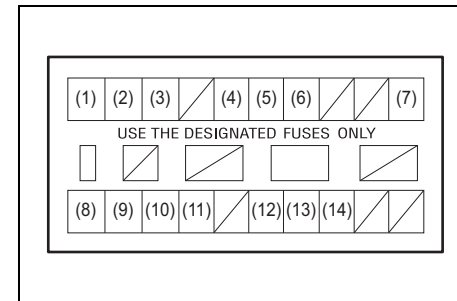 (1) (2) (3) (4) (5) (6) (7)
USE THE DESIGNATED FUSES ONLY
(8) (9) (10) (11) (12) (13) (14)